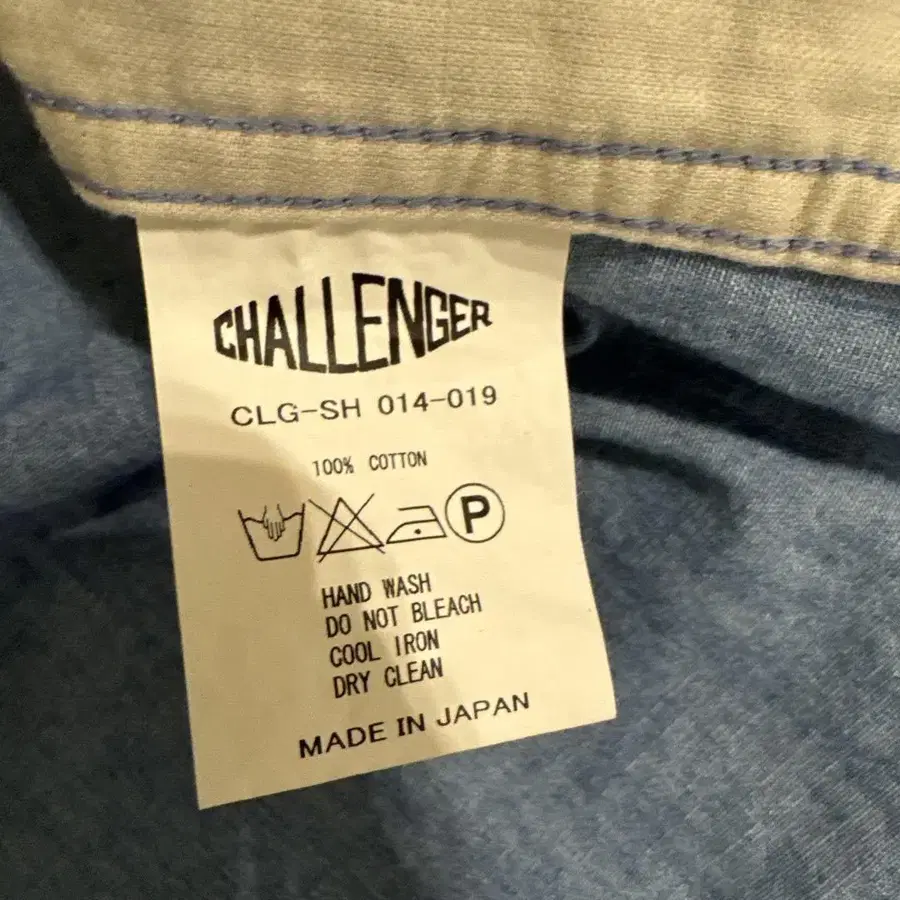 CHALLENGER
CLG-SH 014-019
100% COTTON
P
HAND WASH
DO NOT BLEACH
COOL IRON
DRY CLEAN
MADE IN JAPAN